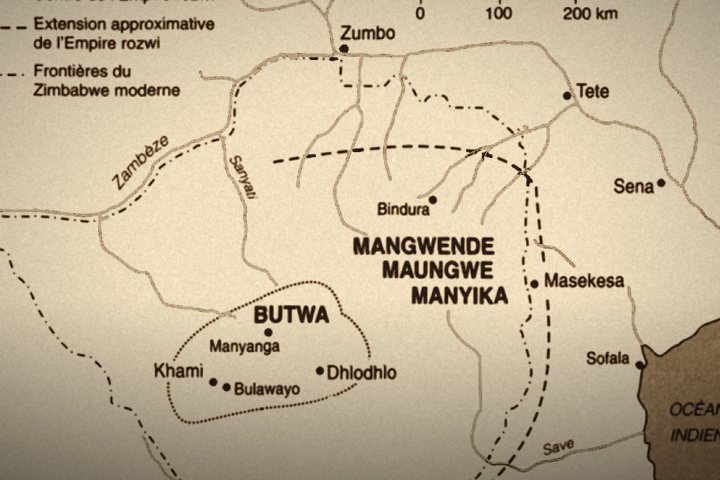 Extension approximative
de l'Empire rozwi
Frontières du
Zimbabwe moderne
0 100 200 km
Zumbo
Tete
Zambèze
Sanyati
Sena
Bindura
MANGWENDE
MAUNGWE
MANYIKA
Masekesa
BUTWA
Manyanga
Khami
Bulawayo
Dhlodhlo
Sofala
Save
OCÉAN
INDIEN